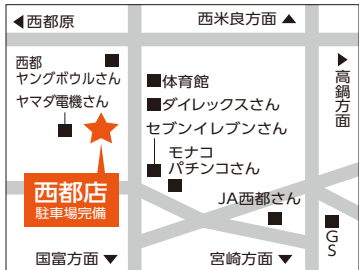 ◀西都原
西米良方面▲
▶高鍋方面
西都
ヤングボウルさん
ヤマダ電機さん
■体育館
■ダイレックスさん
セブンイレブンさん
モナコ
パチンコさん
西都店
駐車場完備
JA西都さん
GS
国富方面▼
宮崎方面▼